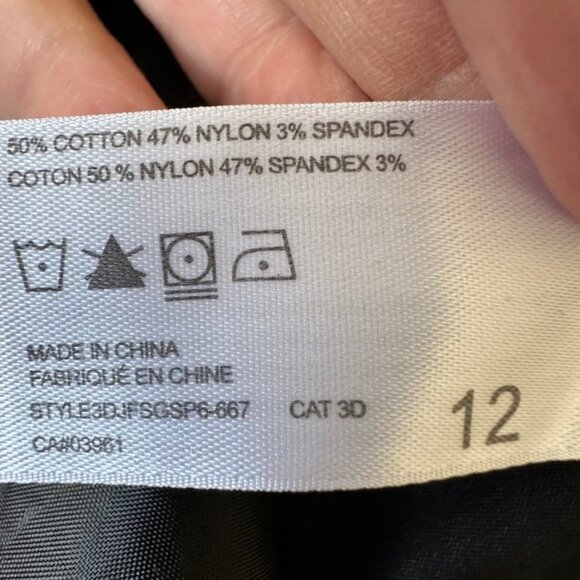 50% COTTON 47% NYLON 3% SPANDEX
COTON 50 % NYLON 47% SPANDEX 3%
MADE IN CHINA
FABRIQUÉ EN CHINE
STYLE3DJFSGSP6-667 CAT 3D
CA#03961
12